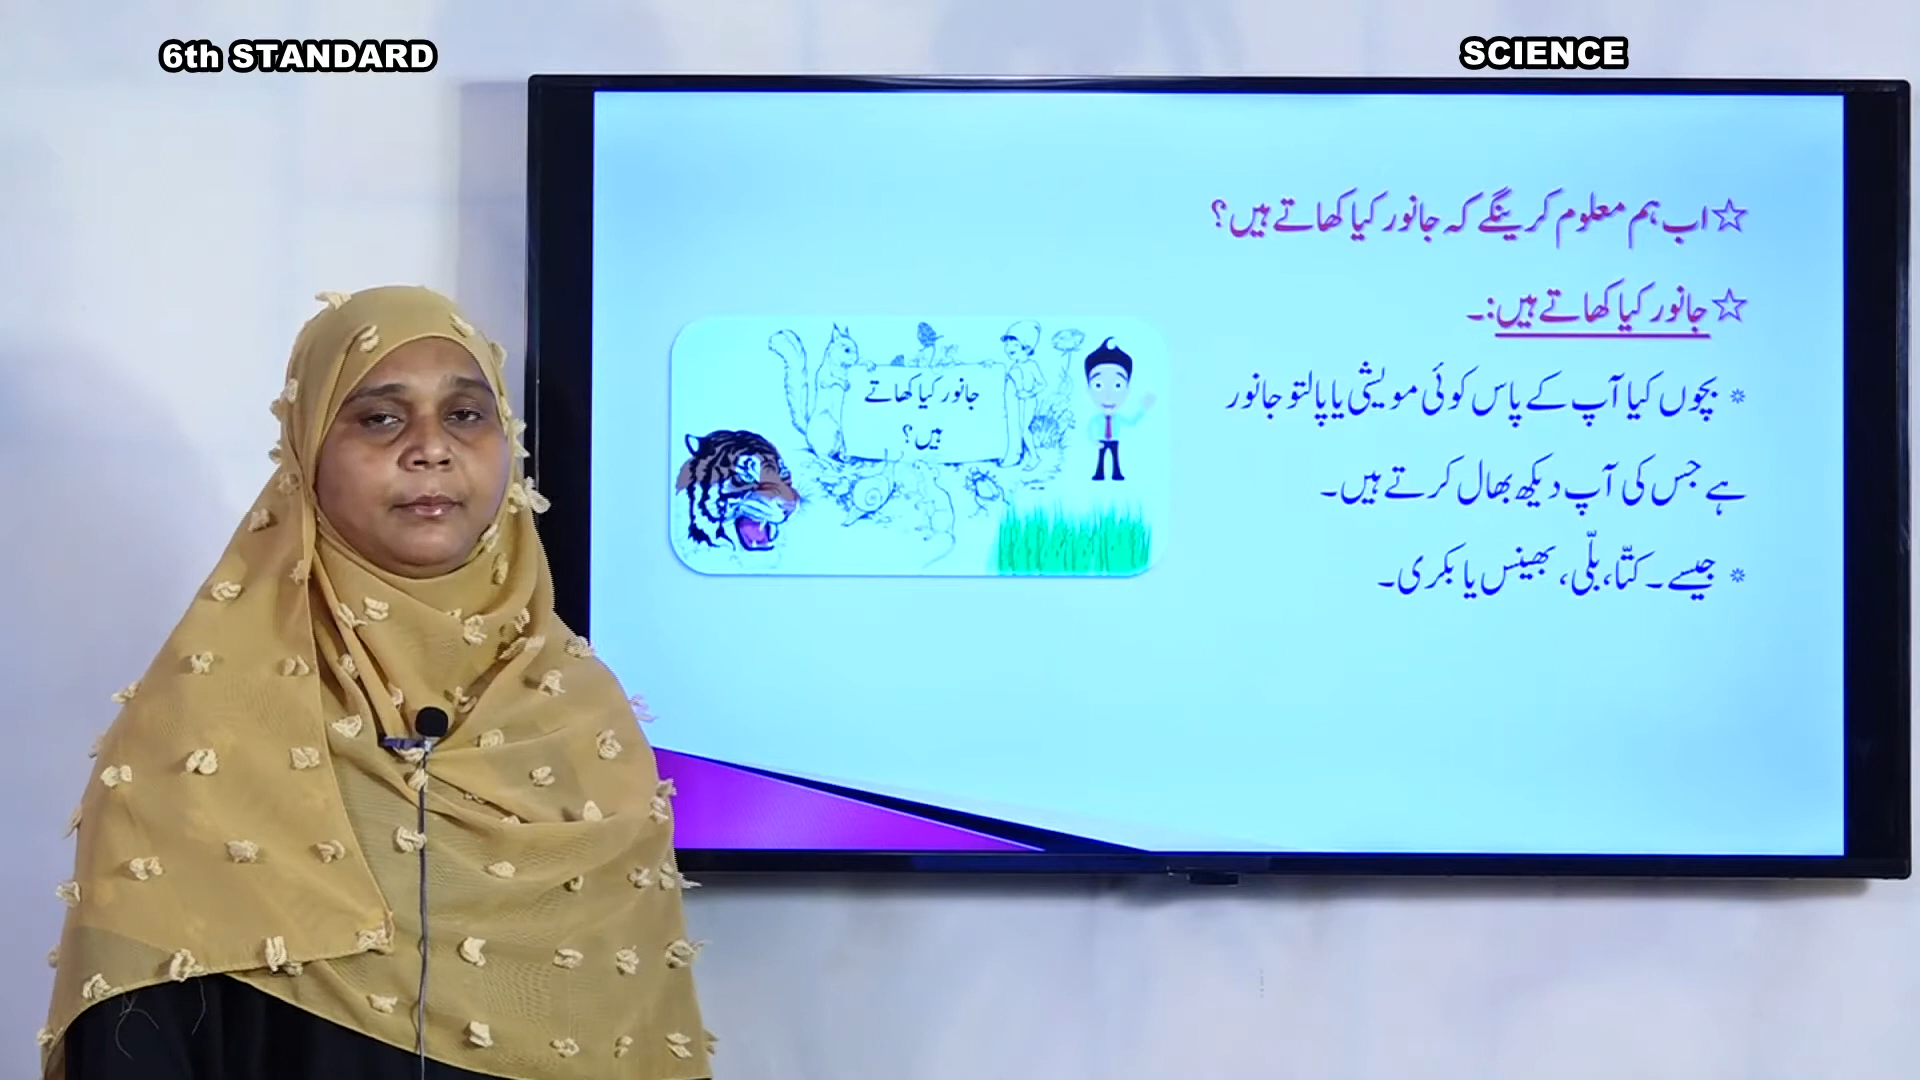 6th STANDARD
SCIENCE
☆ اب ہم معلوم کرینگے کہ جانور کیا کھاتے ہیں؟
☆ جانور کیا کھاتے ہیں:۔
* بچوں کیا آپ کے پاس کوئی مویشی یا پالتو جانور
ہے جس کی آپ دیکھ بھال کرتے ہیں۔
* جیسے۔ کتّا، بلّی، بھینس یا بکری۔
جانور کیا کھاتے
ہیں؟